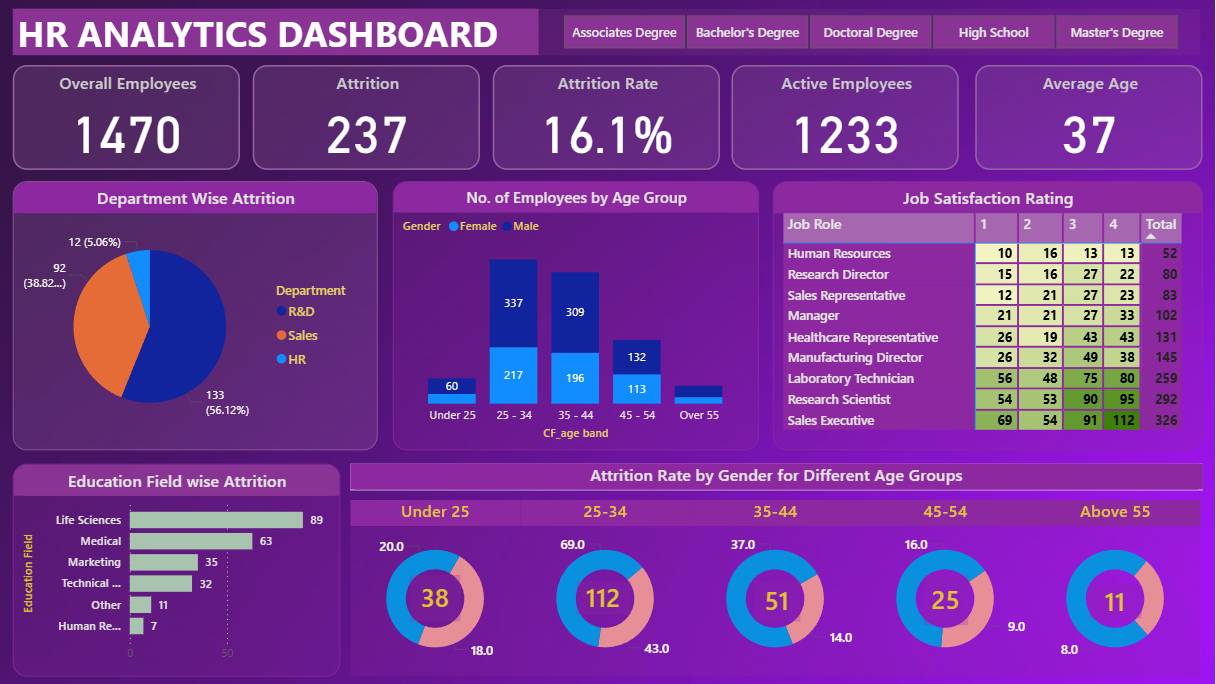 HR ANALYTICS DASHBOARD
Associates Degree Bachelor's Degree Doctoral Degree High School Master's Degree
Overall Employees Attrition Attrition Rate Active Employees Average Age
1470 237 16.1% 1233 37
Department Wise Attrition
12 (5.06%)
92
(38.82...)
133
(56.12%)
Department
R&D
Sales
HR
No. of Employees by Age Group
Gender Female Male
337
309
60
217
196
132
113
Under 25 25 - 34 35 - 44 45 - 54 Over 55
CF_age band
Job Satisfaction Rating
Job Role 1 2 3 4 Total
Human Resources 10 16 13 13 52
Research Director 15 16 27 22 80
Sales Representative 12 21 27 23 83
Manager 21 21 27 33 102
Healthcare Representative 26 19 43 43 131
Manufacturing Director 26 32 49 38 145
Laboratory Technician 56 48 75 80 259
Research Scientist 54 53 90 95 292
Sales Executive 69 54 91 112 326
Education Field wise Attrition
Education Field
Life Sciences 89
Medical 63
Marketing 35
Technical ... 32
Other 11
Human Re... 7
0 50
Attrition Rate by Gender for Different Age Groups
Under 25 25-34 35-44 45-54 Above 55
20.0 69.0 37.0 16.0
38 112 51 25 11
18.0 43.0 14.0 9.0 8.0